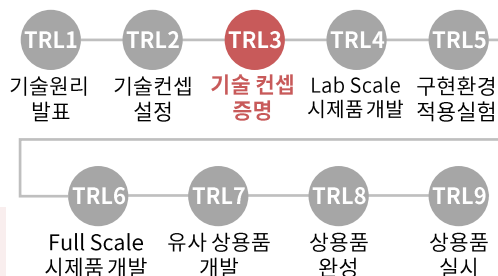 TRL1 TRL2 TRL3 TRL4 TRL5
기술원리 기술컨셉 기술 컨셉 Lab Scale 구현환경
발표 설정 증명 시제품 개발 적용실험
TRL6 TRL7 TRL8 TRL9
Full Scale 유사 상용품 상용품 상용품
시제품 개발 개발 완성 실시